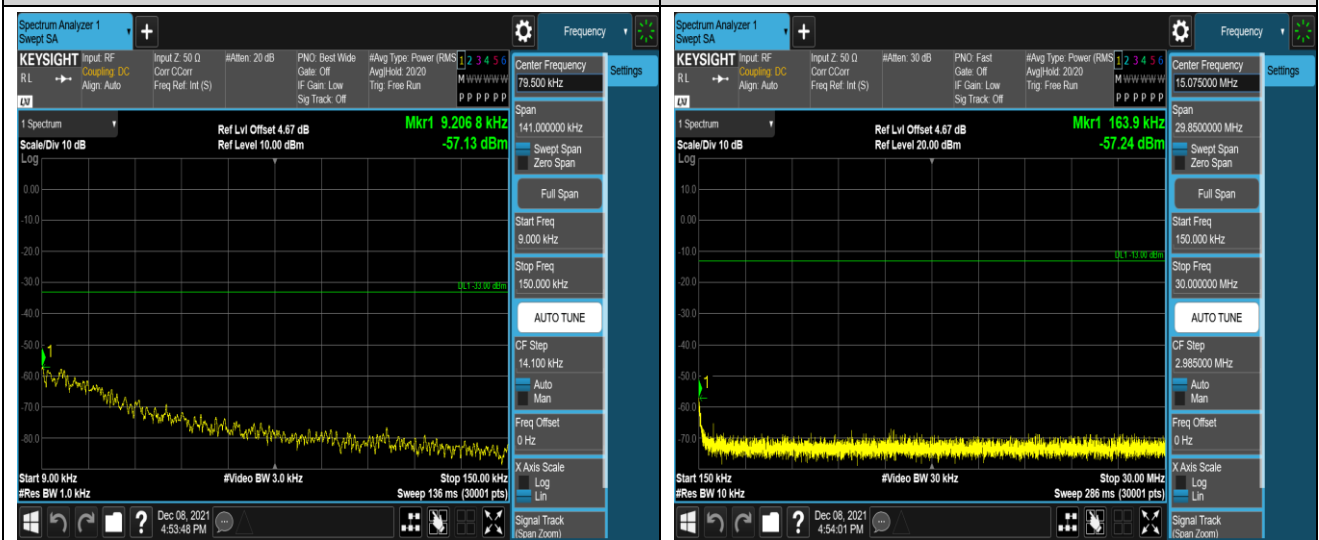 Spectrum Analyzer 1
Swept SA
+
Frequency
KEYSIGHT
Input: RF
Coupling: DC
Align: Auto
Input Z: 50 Ω
Corr CCorr
Freq Ref: Int (S)
#Atten: 20 dB
PNO: Best Wide
Gate: Off
IF Gain: Low
Sig Track: Off
#Avg Type: Power (RMS
Avg|Hold: 20/20
Trig: Free Run
1 2 3 4 5 6
M W W W W W
P P P P P P
RL
LXI
Center Frequency
79.500 kHz
Settings
Span
141.000000 kHz
Swept Span
Zero Span
Full Span
Start Freq
9.000 kHz
Stop Freq
150.000 kHz
AUTO TUNE
CF Step
14.100 kHz
Auto
Man
Freq Offset
0 Hz
X Axis Scale
Log
Lin
Signal Track
(Span Zoom)
1 Spectrum
Scale/Div 10 dB
Log
Ref Lvl Offset 4.67 dB
Ref Level 10.00 dBm
Mkr1 9.206 8 kHz
-57.13 dBm
0.00
-10.0
-20.0
-30.0
-40.0
-50.0
-60.0
-70.0
-80.0
DL1 -33.00 dBm
1
Start 9.00 kHz
#Res BW 1.0 kHz
#Video BW 3.0 kHz
Stop 150.00 kHz
Sweep 136 ms (30001 pts)
?
Dec 08, 2021
4:53:48 PM
Spectrum Analyzer 1
Swept SA
+
Frequency
KEYSIGHT
Input: RF
Coupling: DC
Align: Auto
Input Z: 50 Ω
Corr CCorr
Freq Ref: Int (S)
#Atten: 30 dB
PNO: Fast
Gate: Off
IF Gain: Low
Sig Track: Off
#Avg Type: Power (RMS
Avg|Hold: 20/20
Trig: Free Run
1 2 3 4 5 6
M W W W W W
P P P P P P
RL
LXI
Center Frequency
15.075000 MHz
Settings
Span
29.8500000 MHz
Swept Span
Zero Span
Full Span
Start Freq
150.000 kHz
Stop Freq
30.000000 MHz
AUTO TUNE
CF Step
2.985000 MHz
Auto
Man
Freq Offset
0 Hz
X Axis Scale
Log
Lin
Signal Track
(Span Zoom)
1 Spectrum
Scale/Div 10 dB
Log
Ref Lvl Offset 4.67 dB
Ref Level 20.00 dBm
Mkr1 163.9 kHz
-57.24 dBm
10.0
0.00
-10.0
-20.0
-30.0
-40.0
-50.0
-60.0
-70.0
DL1 -13.00 dBm
1
Start 150 kHz
#Res BW 10 kHz
#Video BW 30 kHz
Stop 30.00 MHz
Sweep 286 ms (30001 pts)
?
Dec 08, 2021
4:54:01 PM